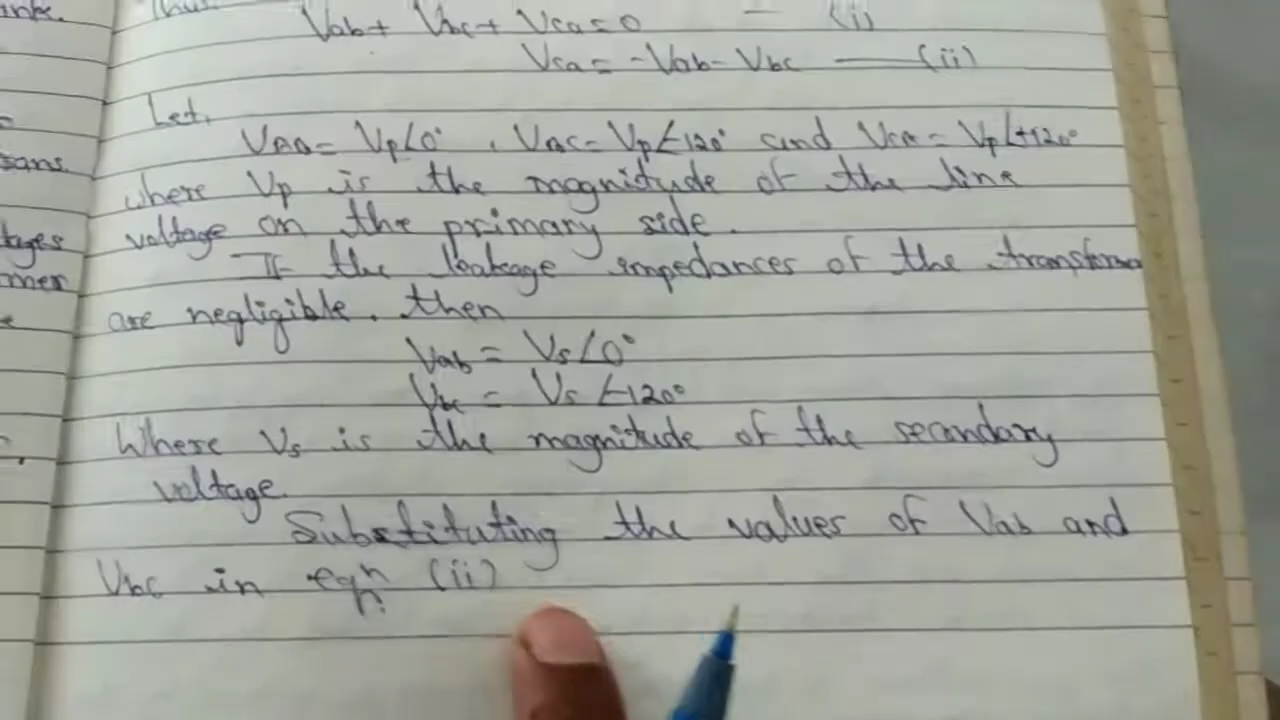 Thus
Vab + Vbc + Vca = 0 — (i)
Vca = -Vab - Vbc — (ii)
Let,
VAB = Vp∠0°, VBC = Vp∠-120° and VCA = Vp∠+120°
where Vp is the magnitude of the line
voltage on the primary side.
If the leakage impedances of the transforme
are negligible. then
Vab = Vs∠0°
Vbc = Vs∠-120°
Where Vs is the magnitude of the secondary
voltage.
Substituting the values of Vab and
Vbc in eqn (ii)